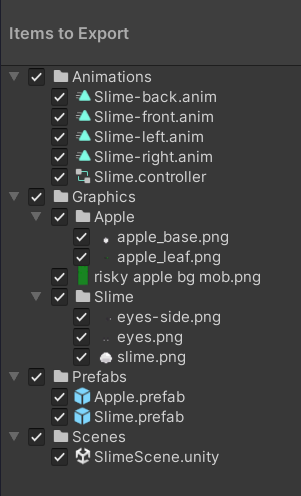 Items to Export
Animations
Slime-back.anim
Slime-front.anim
Slime-left.anim
Slime-right.anim
Slime.controller
Graphics
Apple
apple_base.png
apple_leaf.png
risky apple bg mob.png
Slime
eyes-side.png
eyes.png
slime.png
Prefabs
Apple.prefab
Slime.prefab
Scenes
SlimeScene.unity